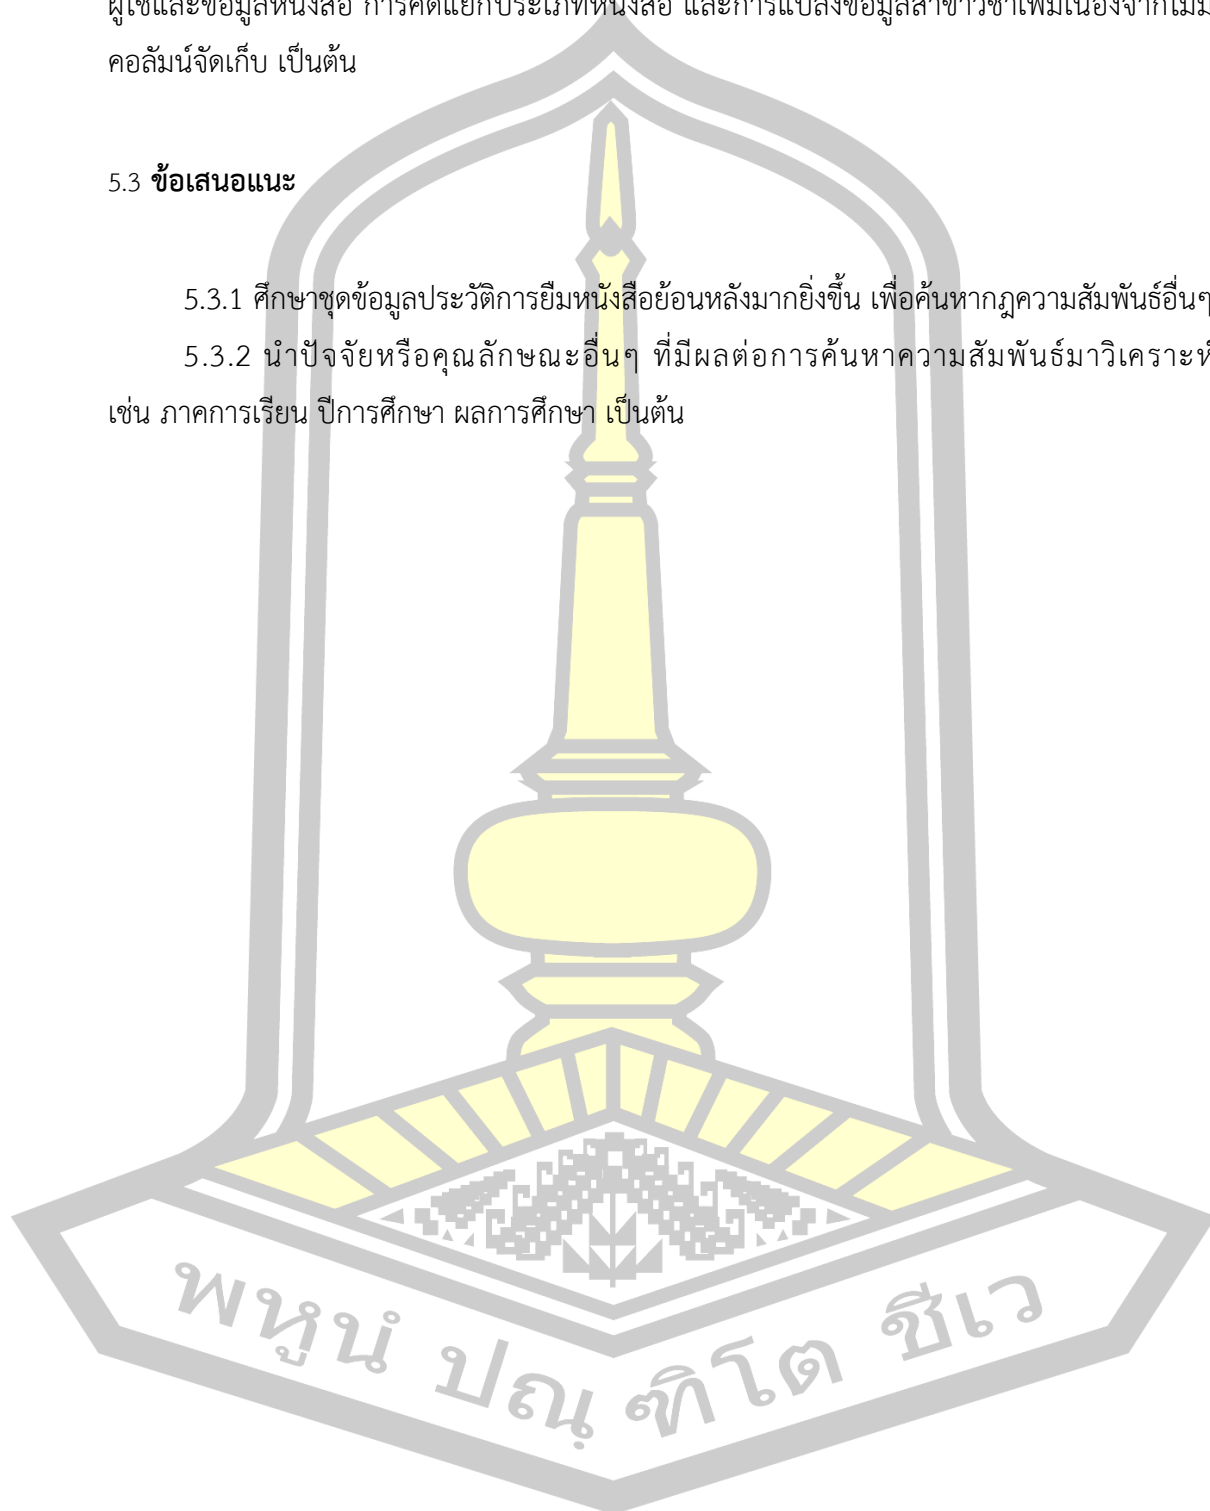 ผู้ใช้และข้อมูลหนังสือ การคัดแยกประเภทหนังสือ และการแปลงข้อมูลสาขาวิชาเพิ่มเนื่องจากไม่มี
คอลัมน์จัดเก็บ เป็นต้น
5.3 ข้อเสนอแนะ
5.3.1 ศึกษาชุดข้อมูลประวัติการยืมหนังสือย้อนหลังมากยิ่งขึ้น เพื่อค้นหากฎความสัมพันธ์อื่นๆ
5.3.2 นำปัจจัยหรือคุณลักษณะอื่นๆ ที่มีผลต่อการค้นหาความสัมพันธ์มาวิเคราะห์
เช่น ภาคการเรียน ปีการศึกษา ผลการศึกษา เป็นต้น
พหูนํ ปณฺ ฑิโต ชีเว